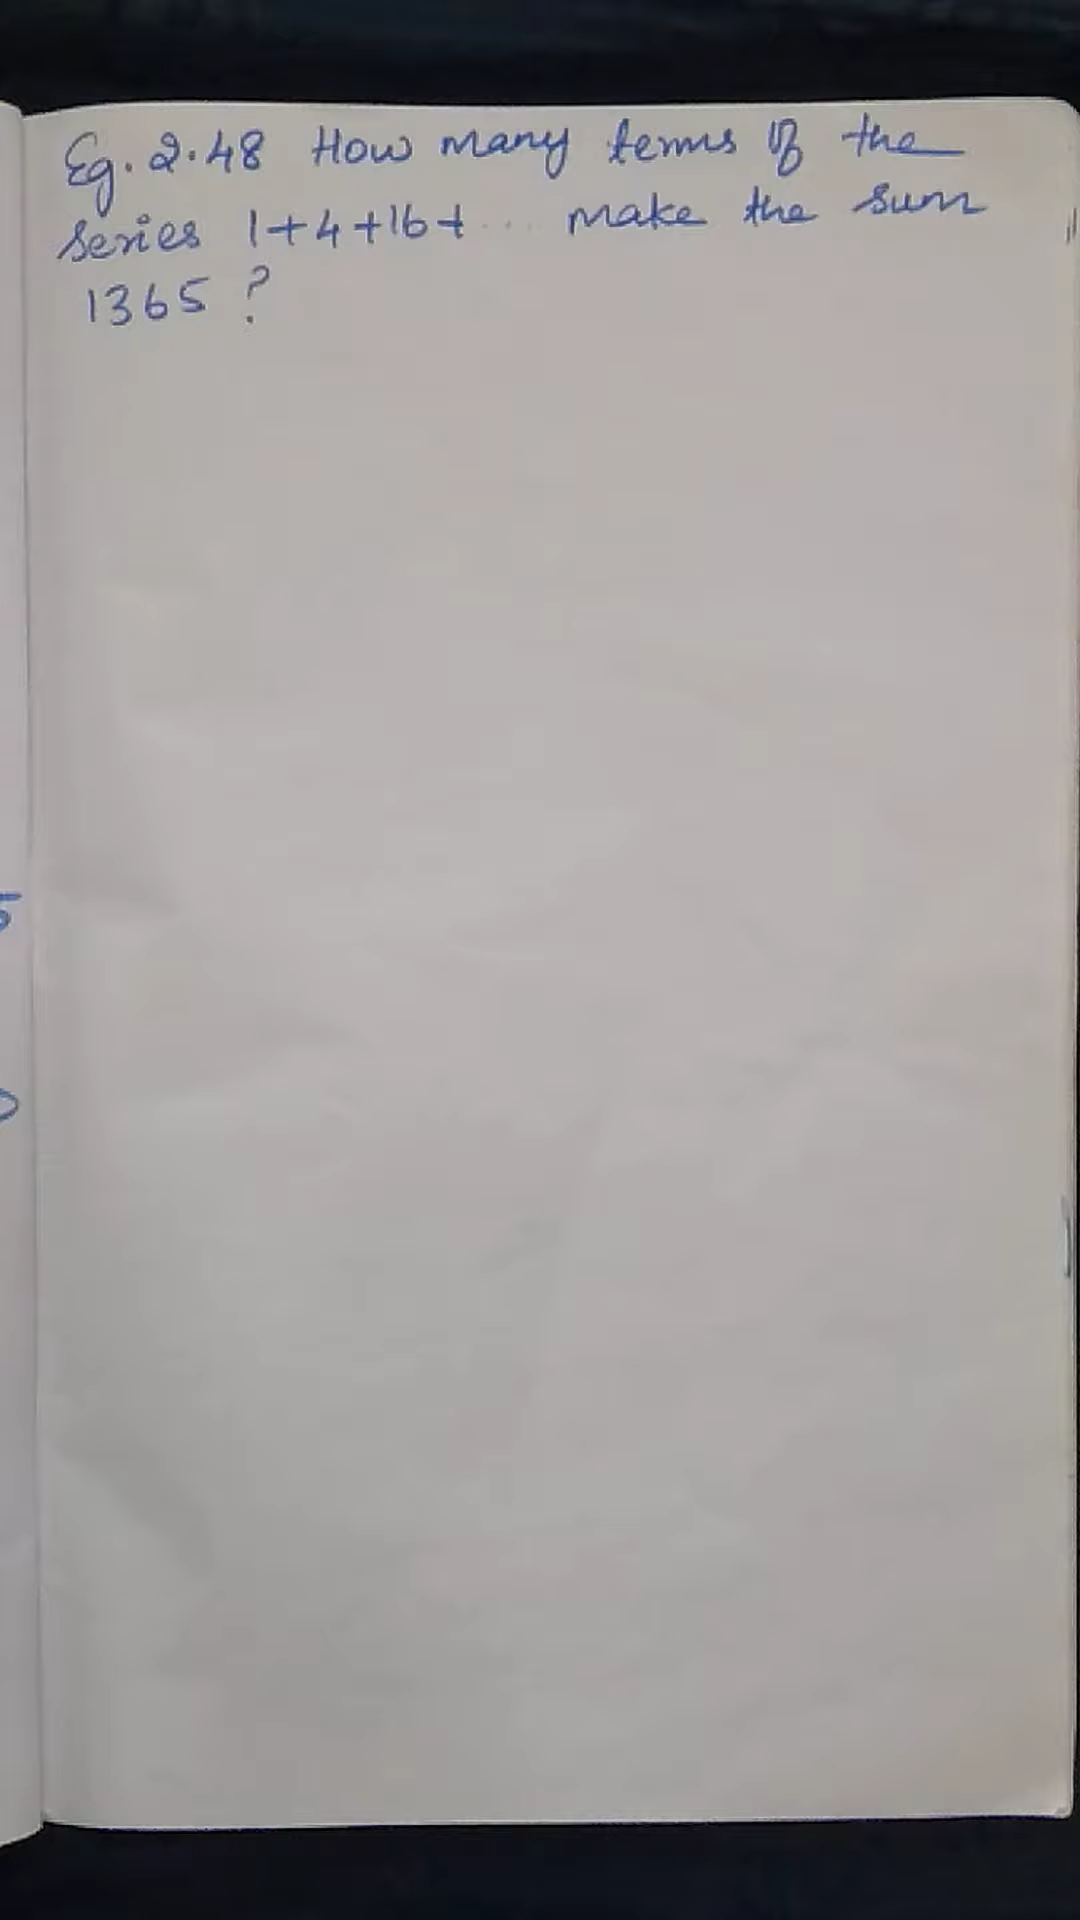 Eg. 2.48 How many terms of the
series 1+4+16+... make the sum
1365 ?